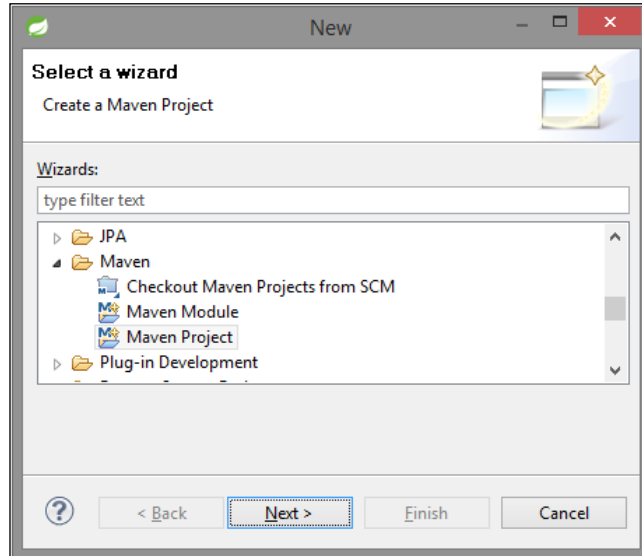 New
Select a wizard
Create a Maven Project
Wizards:
type filter text
JPA
Maven
Checkout Maven Projects from SCM
Maven Module
Maven Project
Plug-in Development
? < Back Next > Finish Cancel